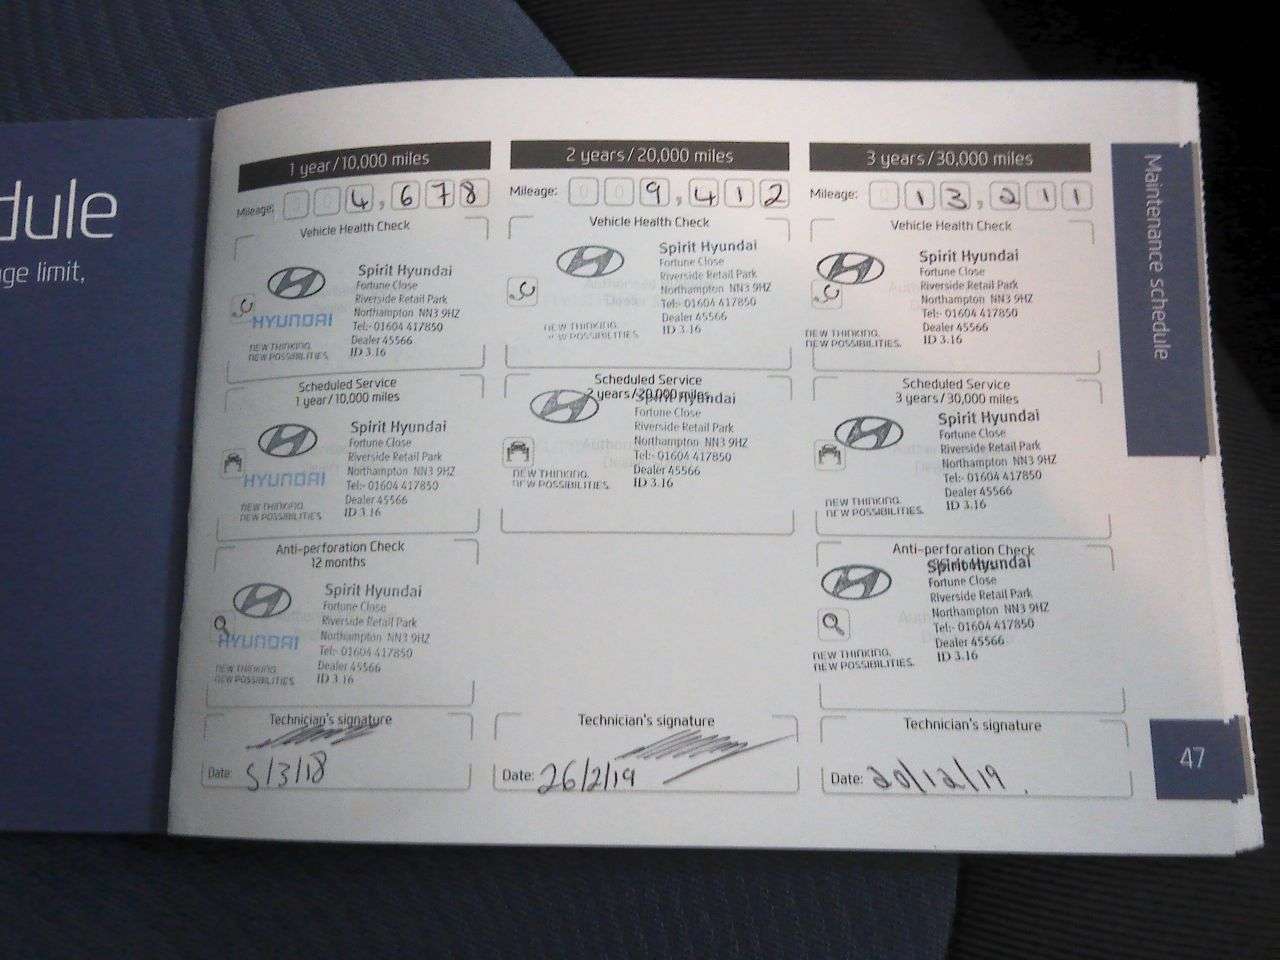 dule
ge limit,
1 year/10,000 miles
Mileage: 004,678
Vehicle Health Check
Spirit Hyundai
Fortune Close
Riverside Retail Park
Northampton NN3 9HZ
HYUNDAI
Tel:- 01604 417850
Dealer 45566
NEW THINKING.
NEW POSSIBILITIES.
ID 3.16
Scheduled Service
1 year/10,000 miles
Spirit Hyundai
Fortune Close
Riverside Retail Park
Northampton NN3 9HZ
HYUNDAI
Tel:- 01604 417850
Dealer 45566
NEW THINKING.
NEW POSSIBILITIES.
ID 3.16
Anti-perforation Check
12 months
Spirit Hyundai
Fortune Close
Riverside Retail Park
Northampton NN3 9HZ
HYUNDAI
Tel:- 01604 417850
Dealer 45566
NEW THINKING.
NEW POSSIBILITIES.
ID 3.16
Technician's signature
Date: 5/3/18
2 years/20,000 miles
Mileage: 009,412
Vehicle Health Check
Spirit Hyundai
Fortune Close
Riverside Retail Park
Northampton NN3 9HZ
Tel:- 01604 417850
Dealer 45566
ID 3.16
NEW THINKING.
NEW POSSIBILITIES.
Scheduled Service
2 years/20,000 miles
Spirit Hyundai
Fortune Close
Riverside Retail Park
Northampton NN3 9HZ
Tel:- 01604 417850
Dealer 45566
ID 3.16
NEW THINKING.
NEW POSSIBILITIES.
Technician's signature
Date: 26/2/19
3 years/30,000 miles
Mileage: 013,211
Vehicle Health Check
Spirit Hyundai
Fortune Close
Riverside Retail Park
Northampton NN3 9HZ
Tel:- 01604 417850
Dealer 45566
ID 3.16
NEW THINKING.
NEW POSSIBILITIES.
Scheduled Service
3 years/30,000 miles
Spirit Hyundai
Fortune Close
Riverside Retail Park
Northampton NN3 9HZ
Tel:- 01604 417850
Dealer 45566
ID 3.16
NEW THINKING.
NEW POSSIBILITIES.
Anti-perforation Check
Spirit Hyundai
Fortune Close
Riverside Retail Park
Northampton NN3 9HZ
Tel:- 01604 417850
Dealer 45566
ID 3.16
NEW THINKING.
NEW POSSIBILITIES.
Technician's signature
Date: 20/12/19.
Maintenance schedule
47